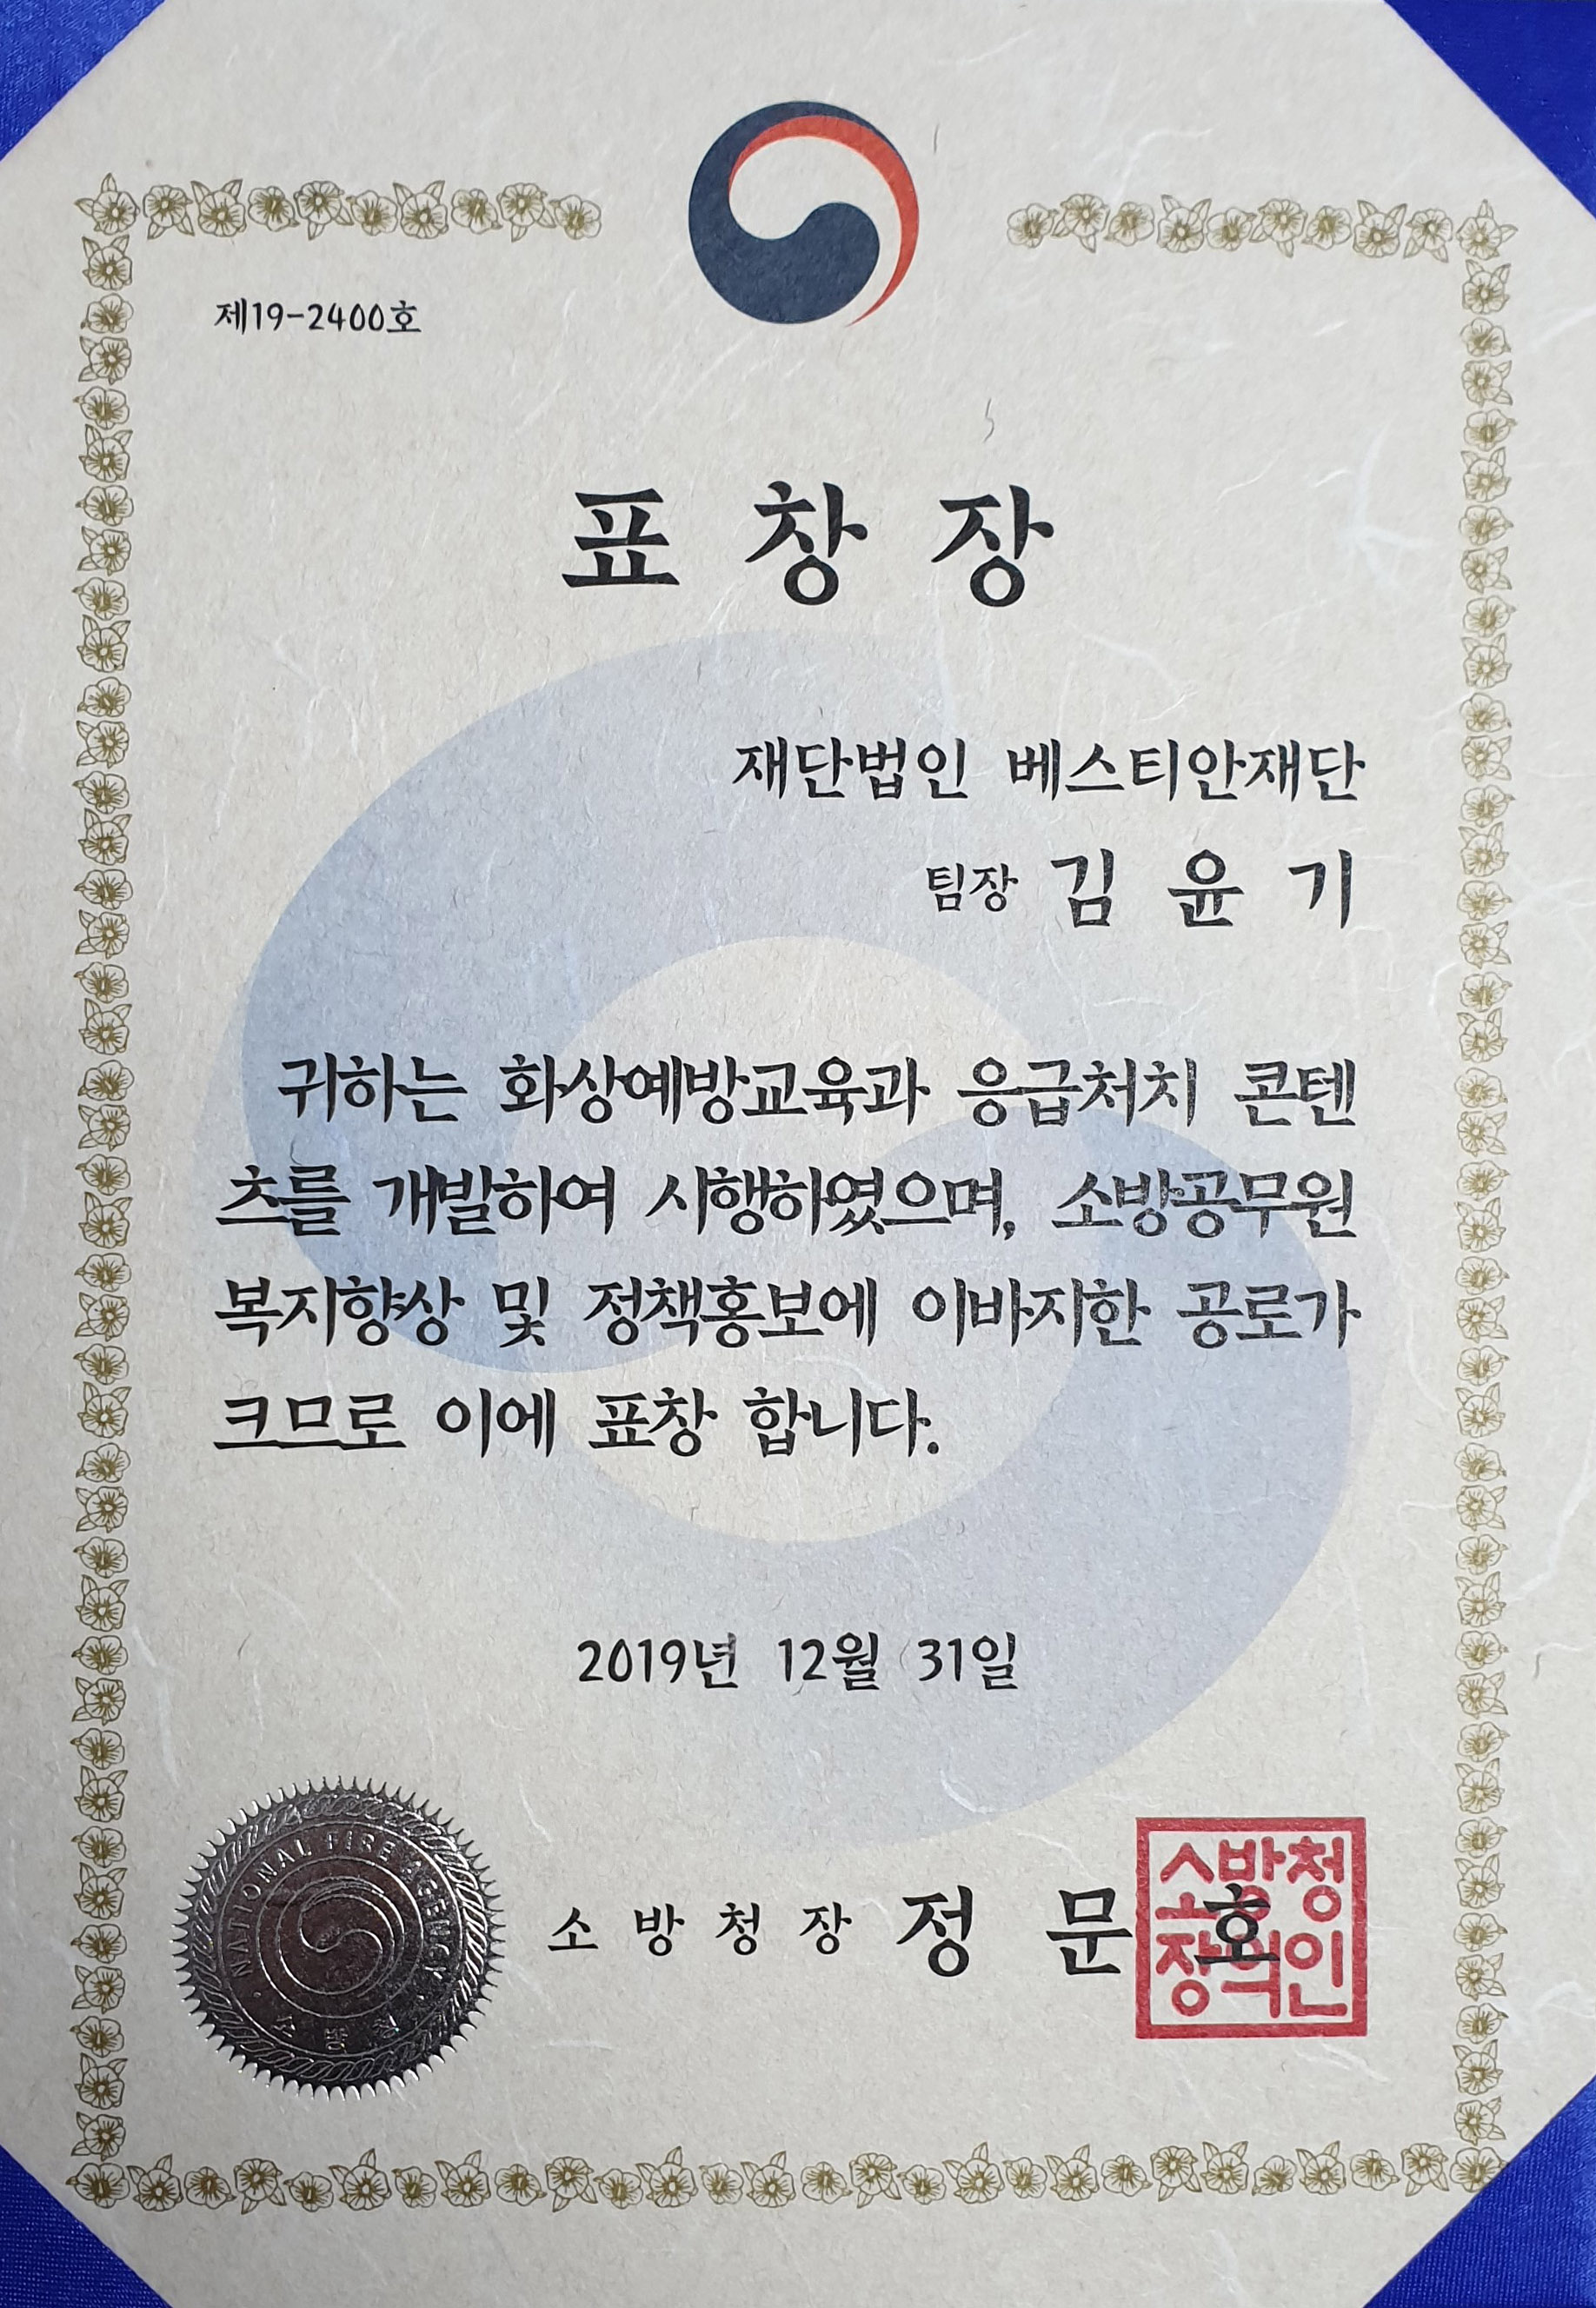 제19-2400호
표 창 장
재단법인 베스티안재단
팀장 김 윤 기
귀하는 화상예방교육과 응급처치 콘텐
츠를 개발하여 시행하였으며, 소방공무원
복지향상 및 정책홍보에 이바지한 공로가
크므로 이에 표창 합니다.
2019년 12월 31일
NATIONAL FIRE AGENCY
소방청
소 방 청 장 정 문 호
소방청
장의인